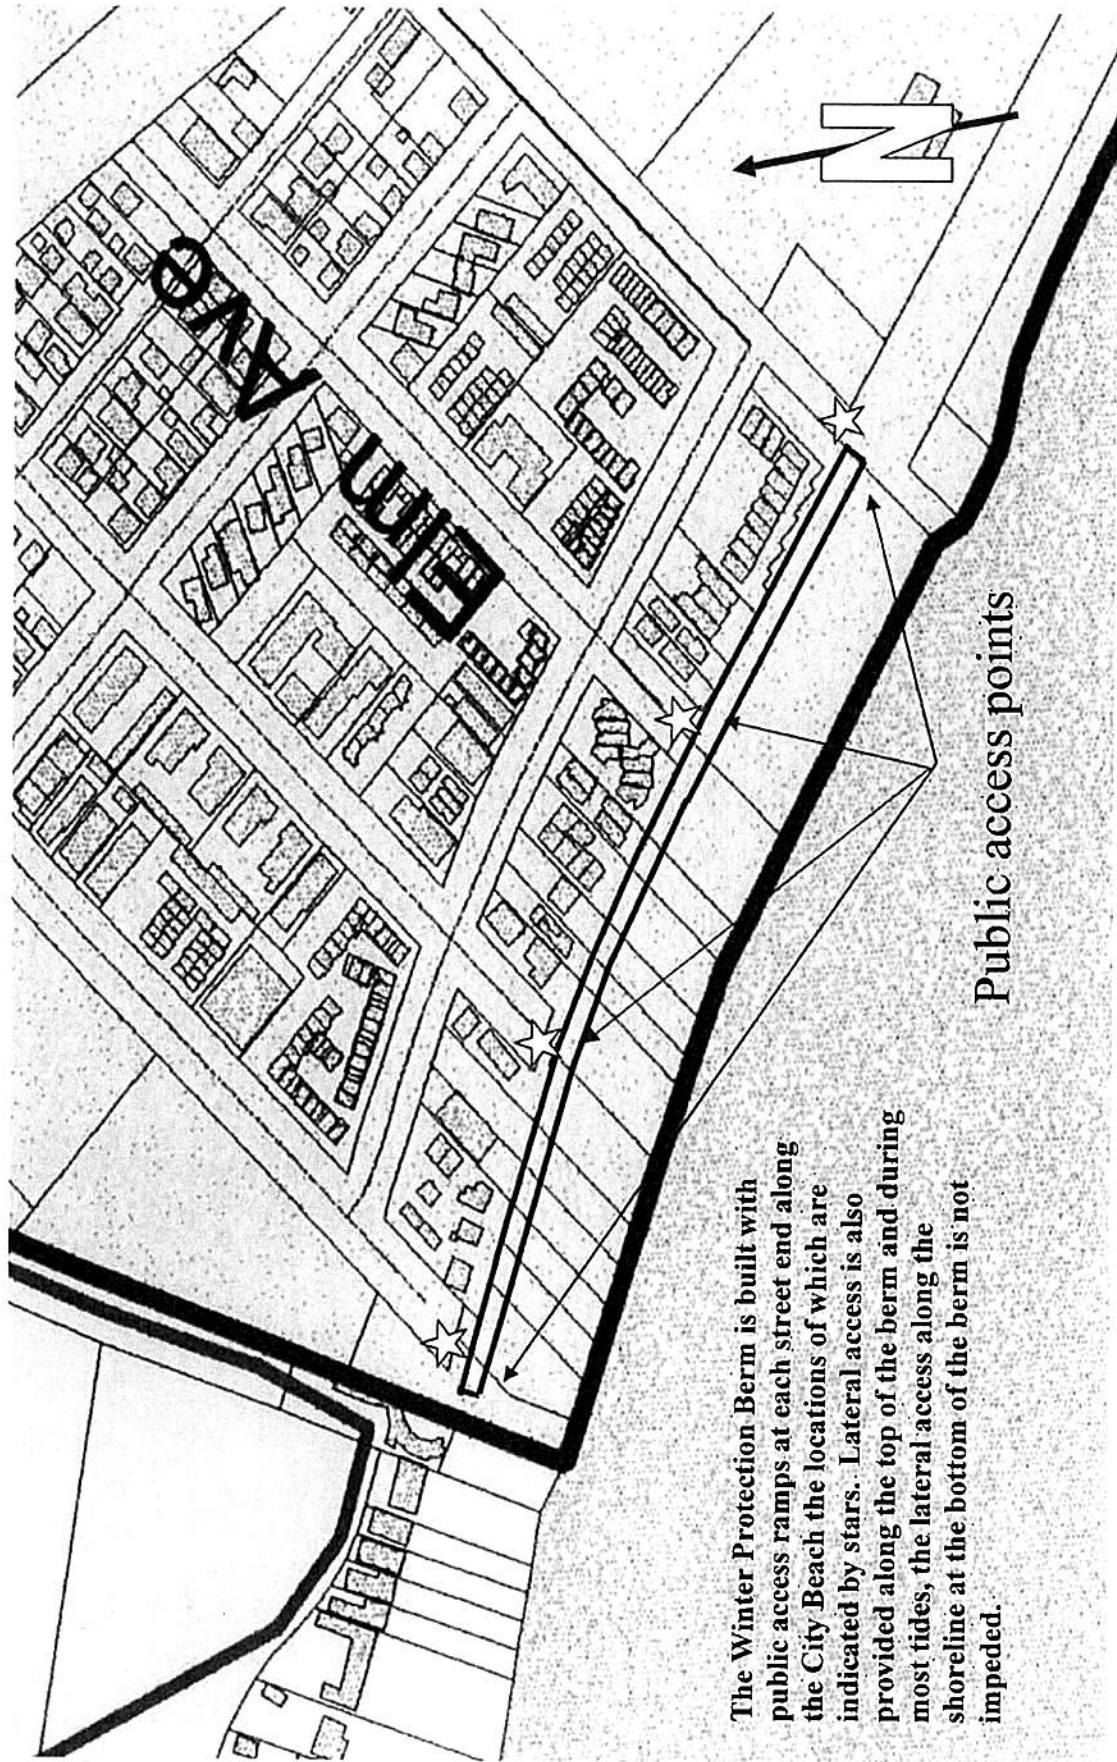 Elm Ave
N
Public access points
The Winter Protection Berm is built with
public access ramps at each street end along
the City Beach the locations of which are
indicated by stars. Lateral access is also
provided along the top of the berm and during
most tides, the lateral access along the
shoreline at the bottom of the berm is not
impeded.